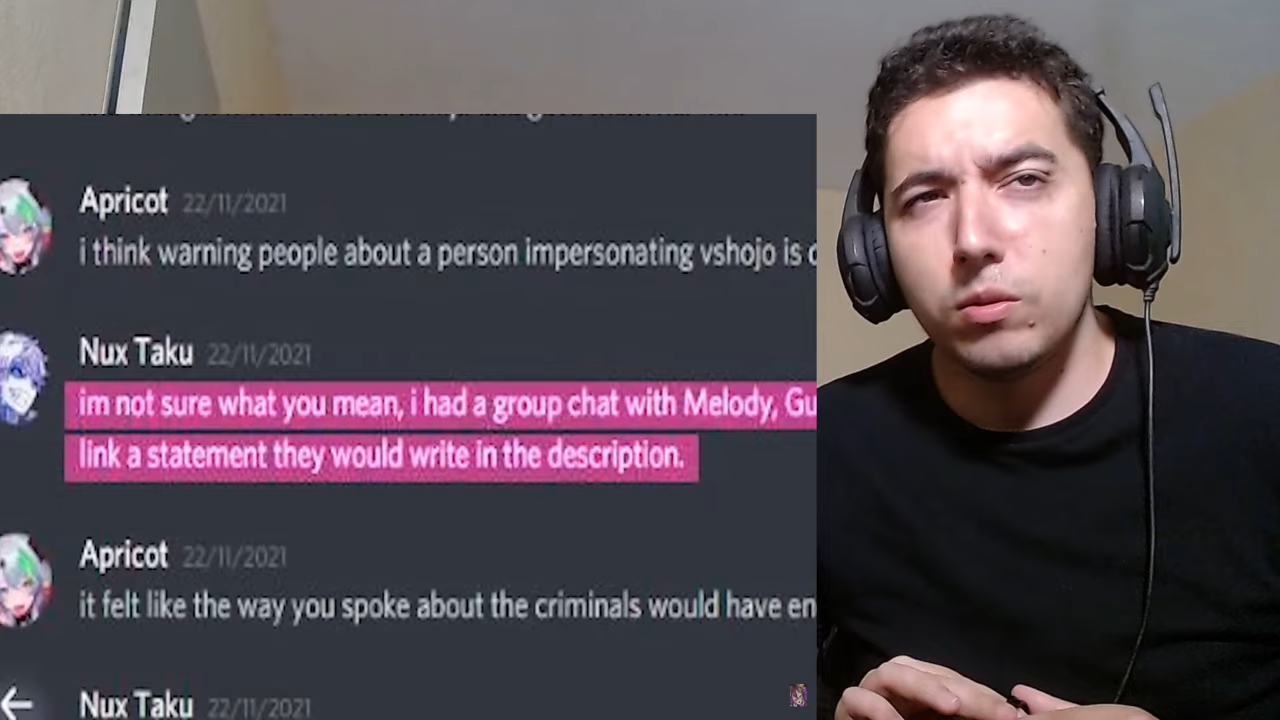 Apricot 22/11/2021
i think warning people about a person impersonating vshojo is
Nux Taku 22/11/2021
im not sure what you mean, i had a group chat with Melody, Gu
link a statement they would write in the description.
Apricot 22/11/2021
it felt like the way you spoke about the criminals would have en
Nux Taku 22/11/2021